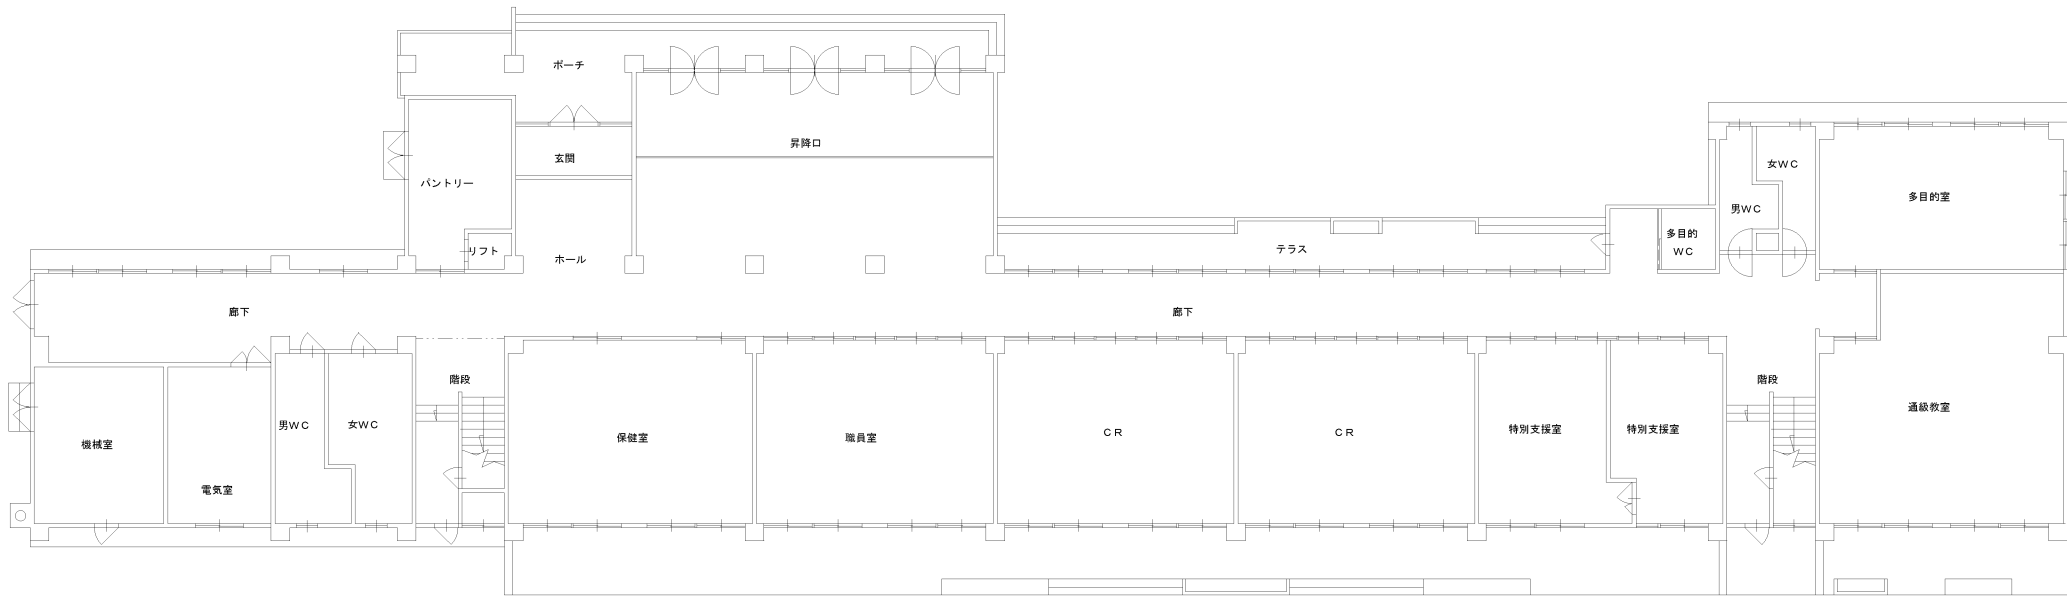 ポーチ
昇降口
玄関
女WC
パントリー
多目的室
男WC
多目的
WC
リフト
テラス
ホール
廊下
廊下
階段
階段
通級教室
男WC
女WC
CR
CR
特別支援室
特別支援室
保健室
職員室
機械室
電気室